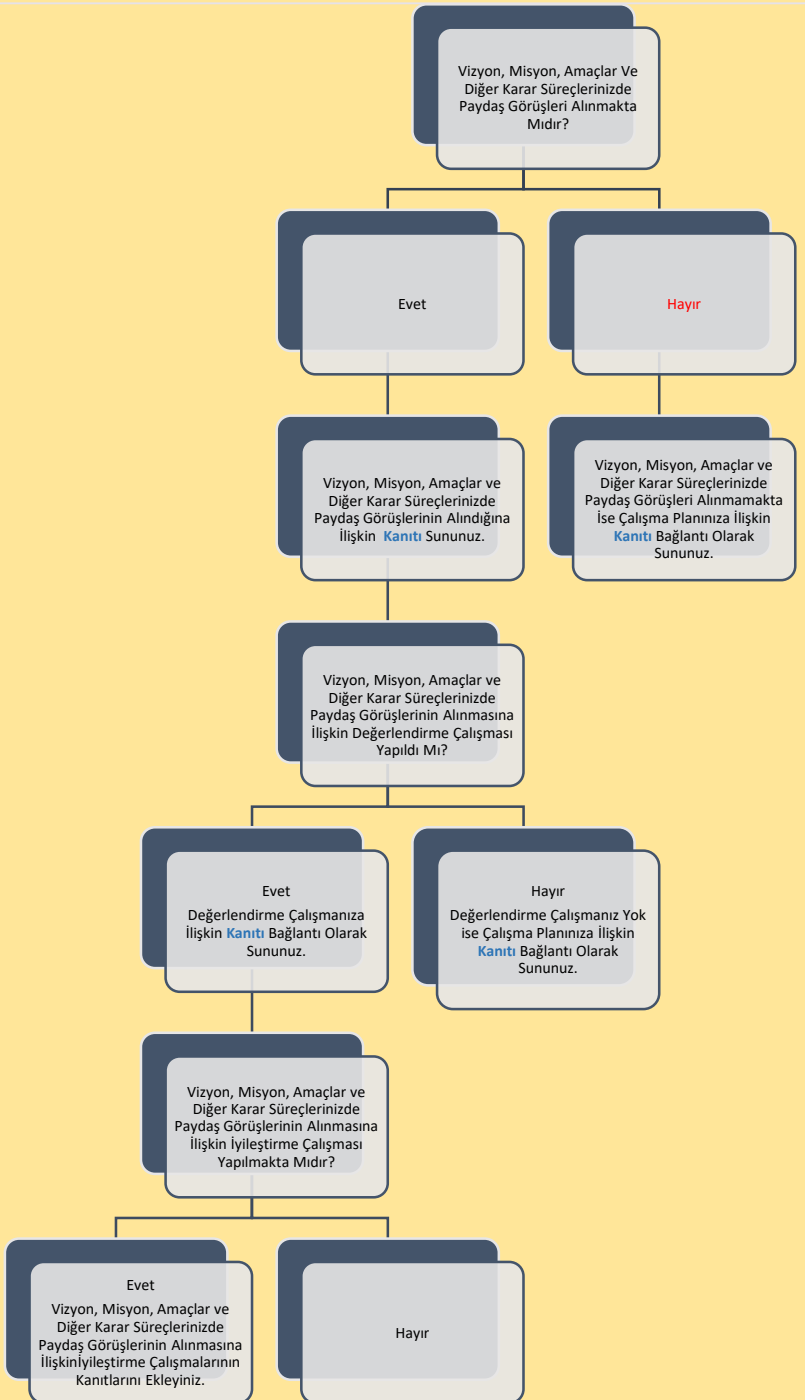 Vizyon, Misyon, Amaçlar Ve
Diğer Karar Süreçlerinizde
Paydaş Görüşleri Alınmakta
Mıdır?
Evet
Hayır
Vizyon, Misyon, Amaçlar ve
Diğer Karar Süreçlerinizde
Paydaş Görüşlerinin Alındığına
İlişkin Kanıtı Sununuz.
Vizyon, Misyon, Amaçlar ve
Diğer Karar Süreçlerinizde
Paydaş Görüşleri Alınmamakta
İse Çalışma Planınıza İlişkin
Kanıtı Bağlantı Olarak
Sununuz.
Vizyon, Misyon, Amaçlar ve
Diğer Karar Süreçlerinizde
Paydaş Görüşlerinin Alınmasına
İlişkin Değerlendirme Çalışması
Yapıldı Mı?
Evet
Değerlendirme Çalışmanıza
İlişkin Kanıtı Bağlantı Olarak
Sununuz.
Hayır
Değerlendirme Çalışmanız Yok
ise Çalışma Planınıza İlişkin
Kanıtı Bağlantı Olarak
Sununuz.
Vizyon, Misyon, Amaçlar ve
Diğer Karar Süreçlerinizde
Paydaş Görüşlerinin Alınmasına
İlişkin İyileştirme Çalışması
Yapılmakta Mıdır?
Evet
Vizyon, Misyon, Amaçlar ve
Diğer Karar Süreçlerinizde
Paydaş Görüşlerinin Alınmasına
İlişkinİyileştirme Çalışmalarının
Kanıtlarını Ekleyiniz.
Hayır